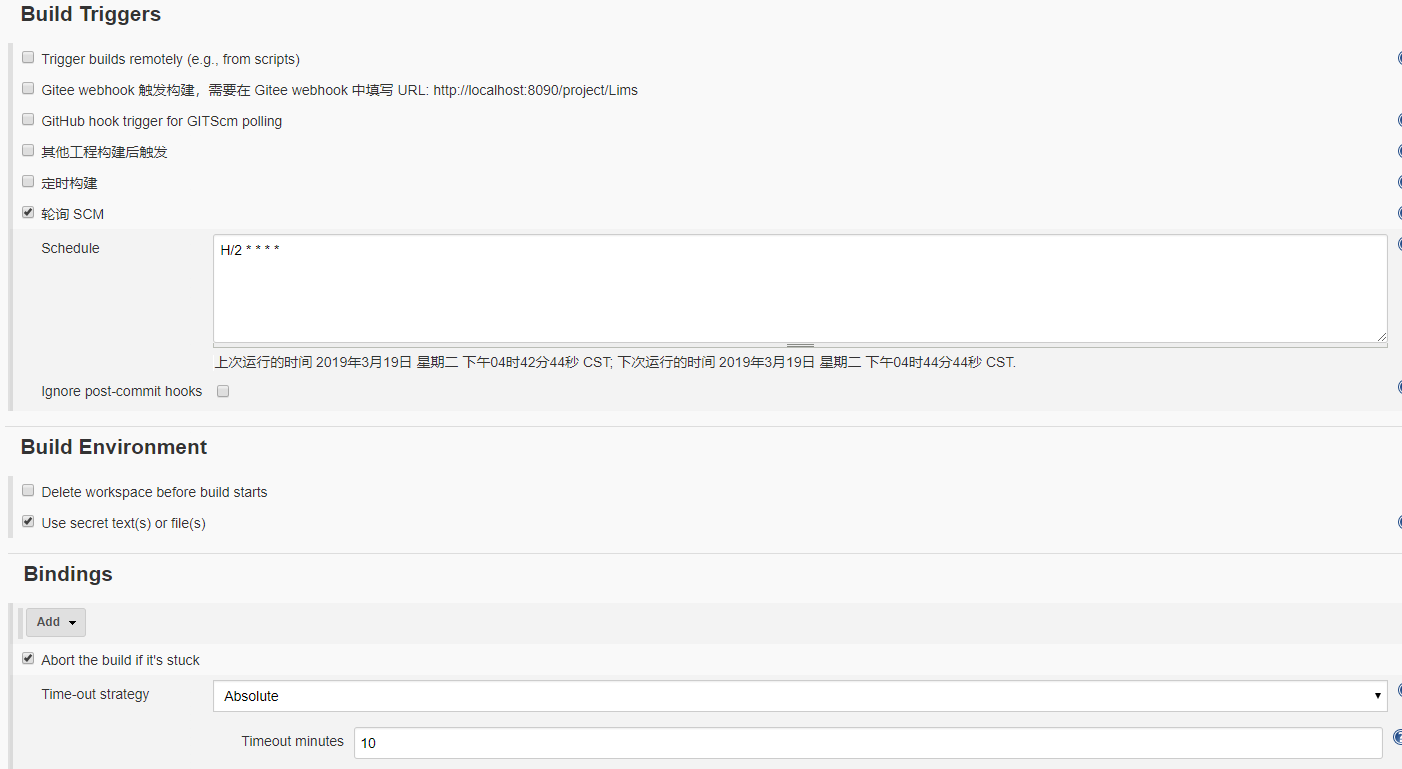 Build Triggers
Trigger builds remotely (e.g., from scripts)
Gitee webhook 触发构建，需要在 Gitee webhook 中填写 URL: http://localhost:8090/project/Lims
GitHub hook trigger for GITScm polling
其他工程构建后触发
定时构建
轮询 SCM
Schedule
H/2 * * * *
上次运行的时间 2019年3月19日 星期二 下午04时42分44秒 CST; 下次运行的时间 2019年3月19日 星期二 下午04时44分44秒 CST.
Ignore post-commit hooks
Build Environment
Delete workspace before build starts
Use secret text(s) or file(s)
Bindings
Add
Abort the build if it's stuck
Time-out strategy
Absolute
Timeout minutes
10